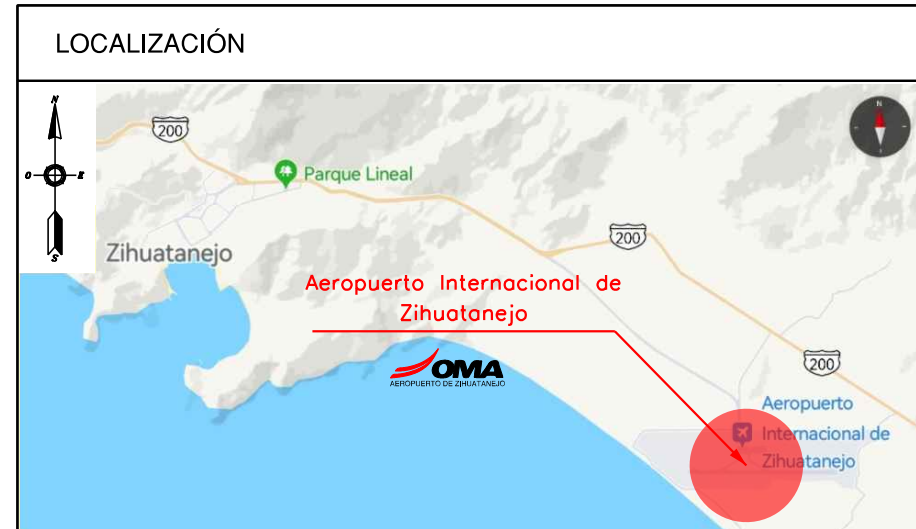 LOCALIZACIÓN
N
O
E
S
200
N
Parque Lineal
200
Zihuatanejo
Aeropuerto Internacional de
Zihuatanejo
OMA
AEROPUERTO DE ZIHUATANEJO
200
Aeropuerto
Internacional de
Zihuatanejo